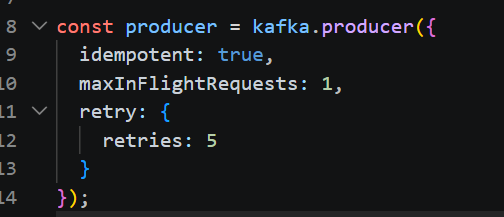 8 const producer = kafka.producer({
9 idempotent: true,
10 maxInFlightRequests: 1,
11 retry: {
12 retries: 5
13 }
14 });